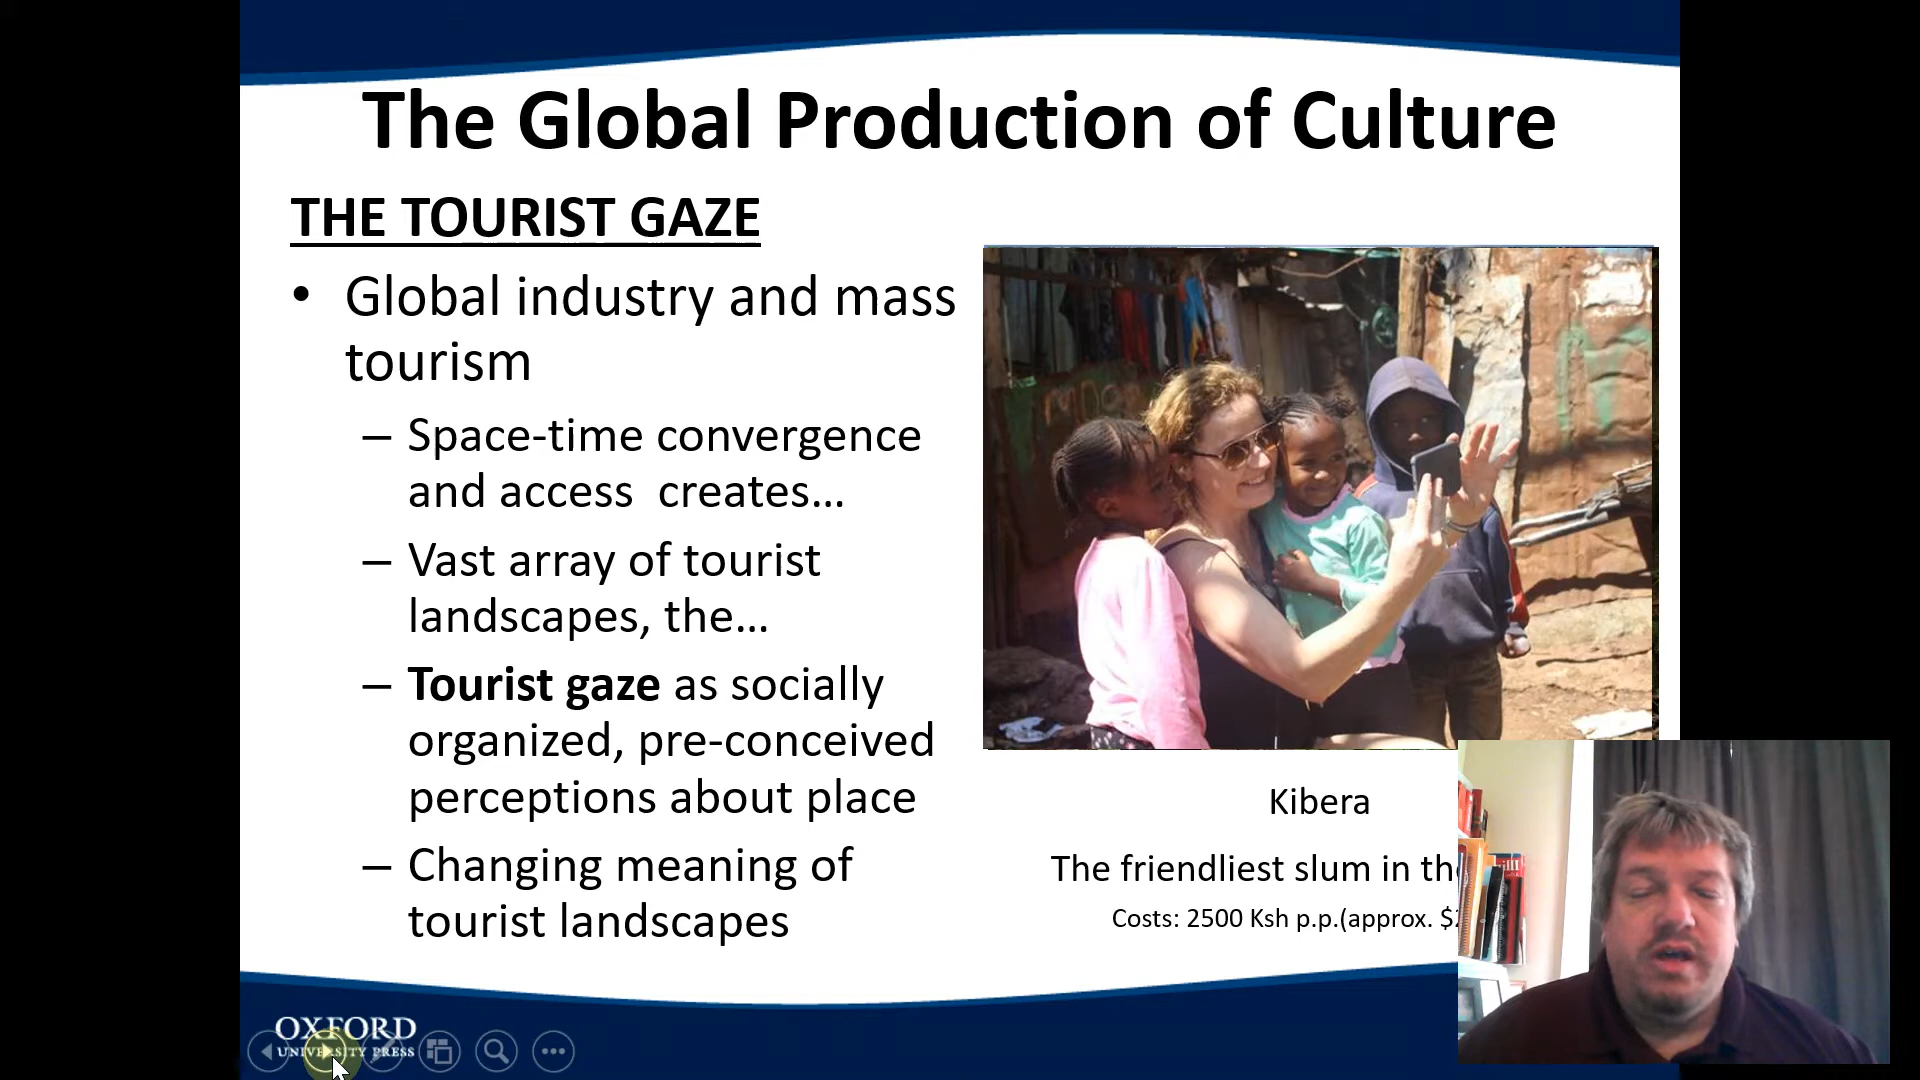 The Global Production of Culture
THE TOURIST GAZE
• Global industry and mass
tourism
– Space-time convergence
and access creates…
– Vast array of tourist
landscapes, the…
– Tourist gaze as socially
organized, pre-conceived
perceptions about place
– Changing meaning of
tourist landscapes
Kibera
The friendliest slum in the
Costs: 2500 Ksh p.p.(approx.
OXFORD
UNIVERSITY PRESS